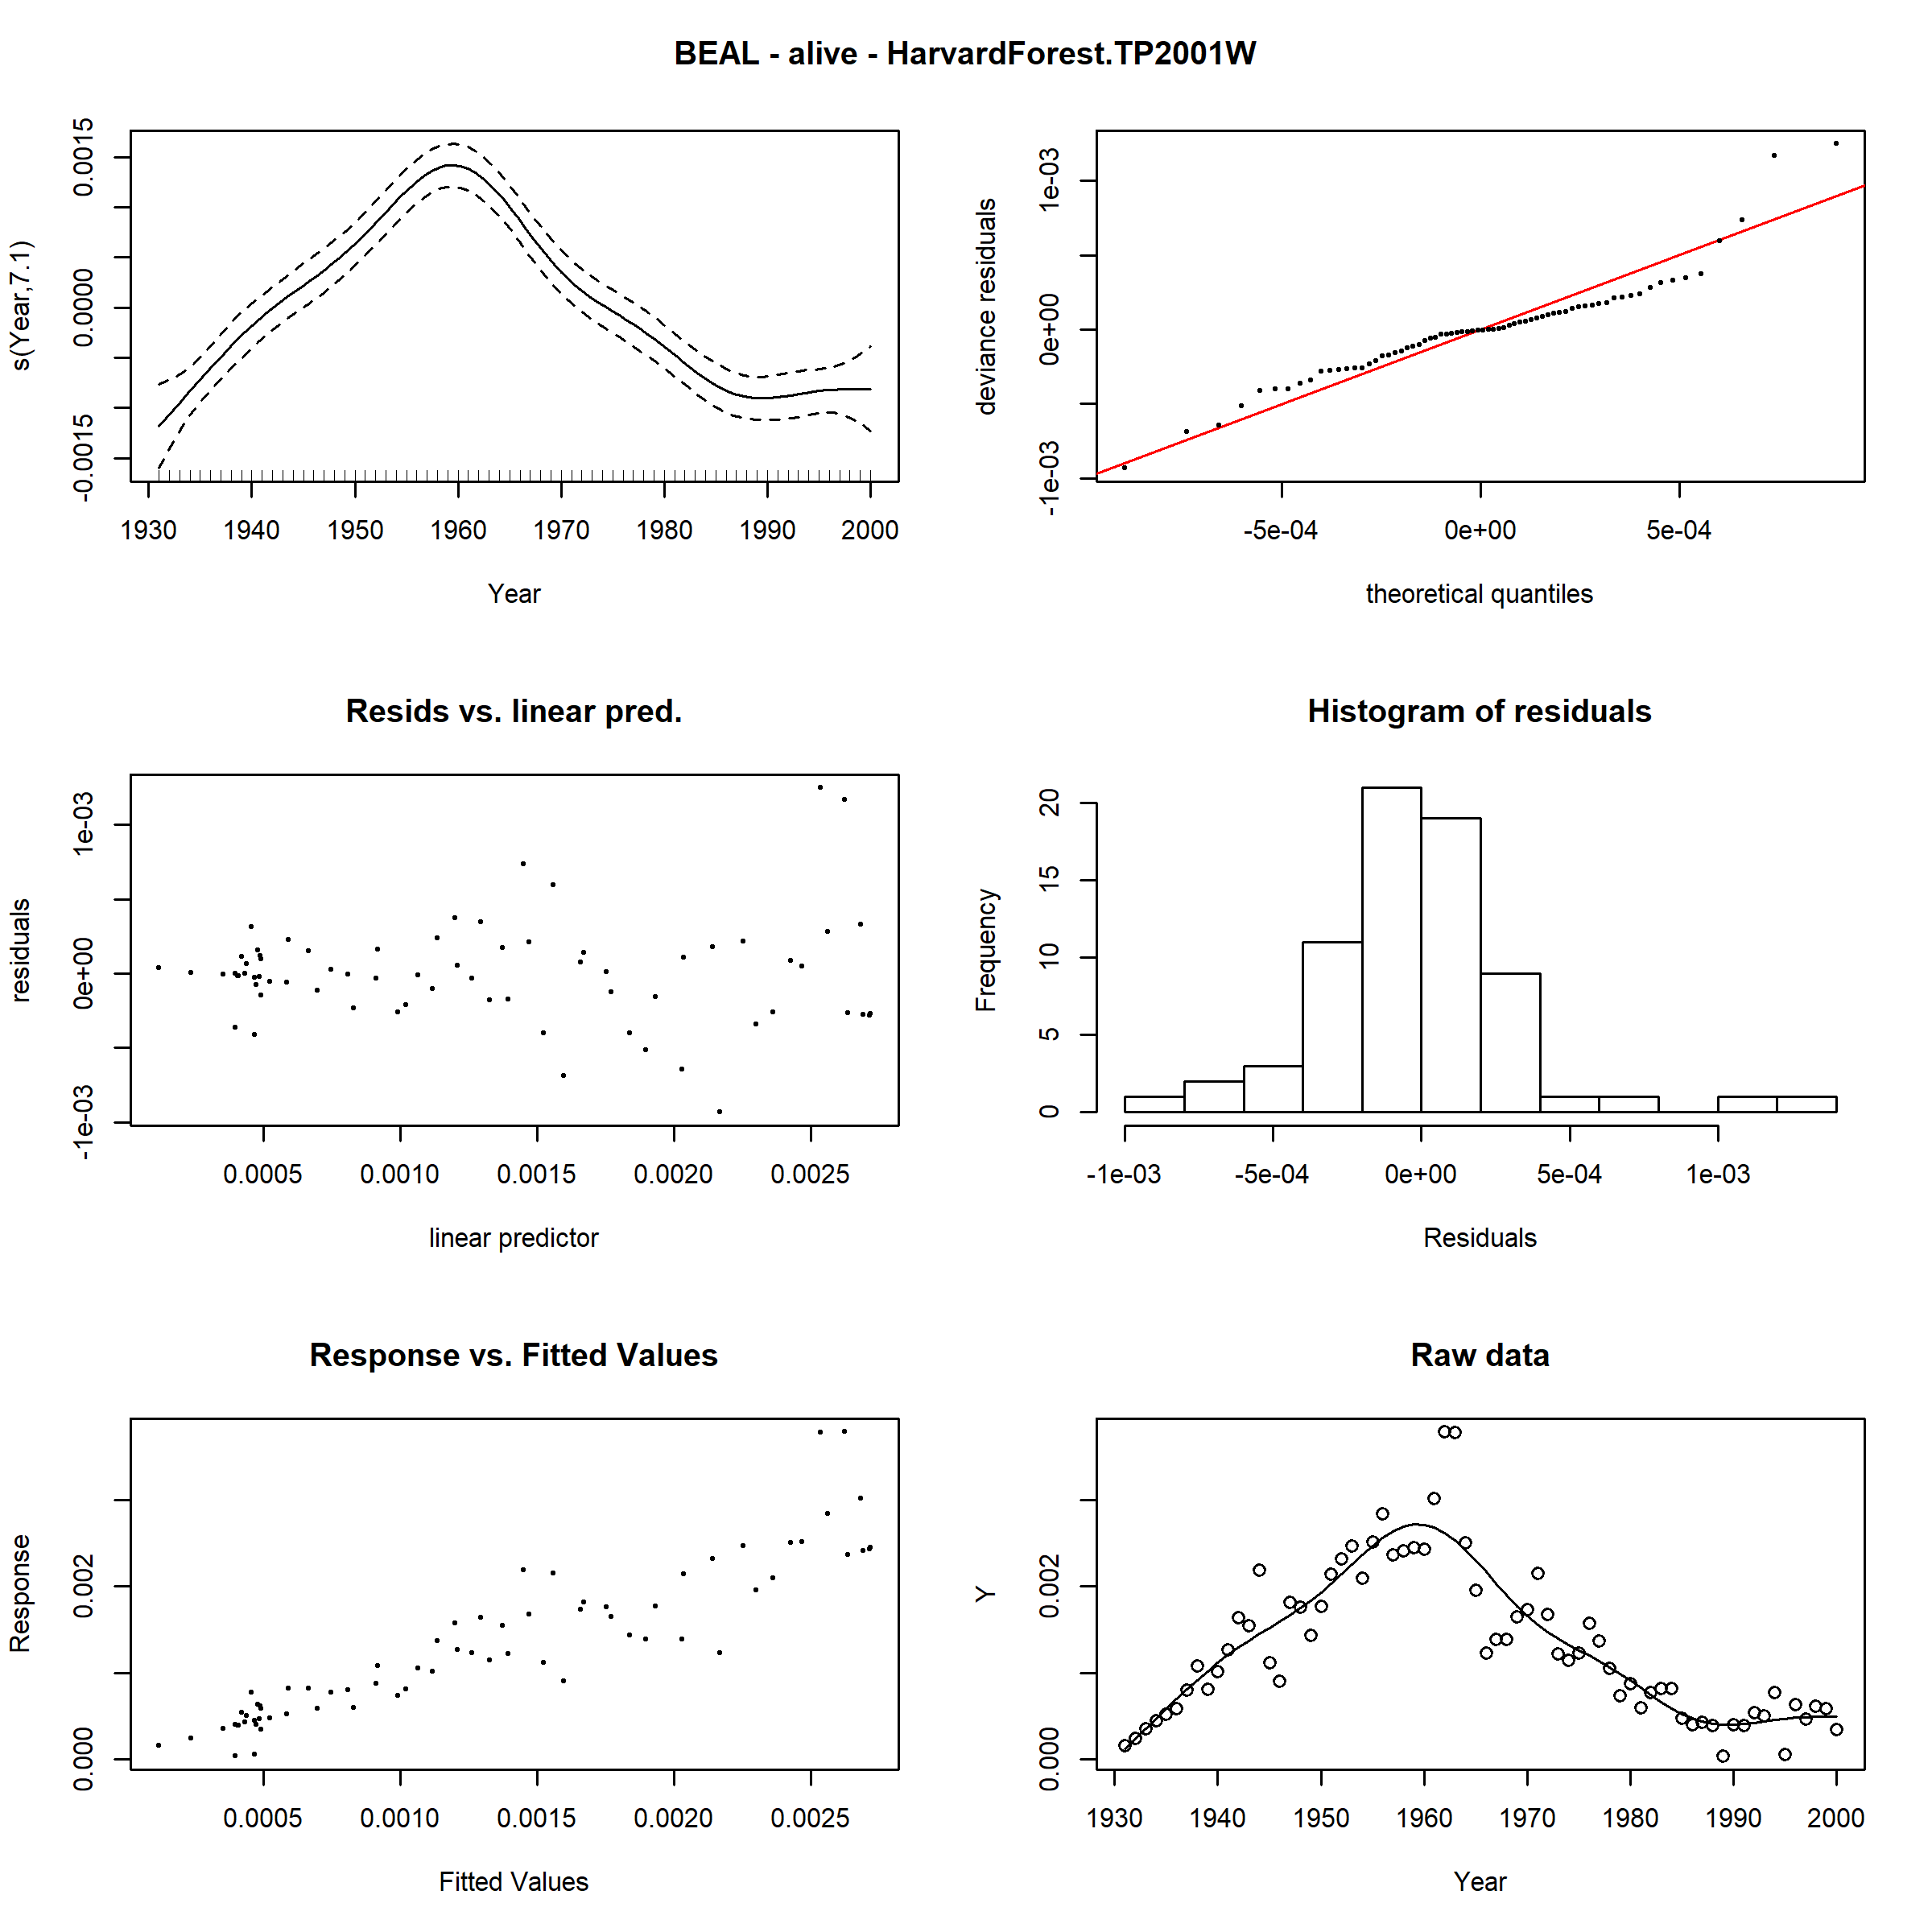 BEAL - alive - HarvardForest.TP2001W
s(Year,7.1)
-0.0015 0.0000 0.0015
1930 1940 1950 1960 1970 1980 1990 2000
Year
deviance residuals
-1e-03 0e+00 1e-03
-5e-04 0e+00 5e-04
theoretical quantiles
Resids vs. linear pred.
residuals
-1e-03 0e+00 1e-03
0.0005 0.0010 0.0015 0.0020 0.0025
linear predictor
Histogram of residuals
Frequency
0 5 10 15 20
-1e-03 -5e-04 0e+00 5e-04 1e-03
Residuals
Response vs. Fitted Values
Response
0.000 0.002
0.0005 0.0010 0.0015 0.0020 0.0025
Fitted Values
Raw data
Y
0.000 0.002
1930 1940 1950 1960 1970 1980 1990 2000
Year